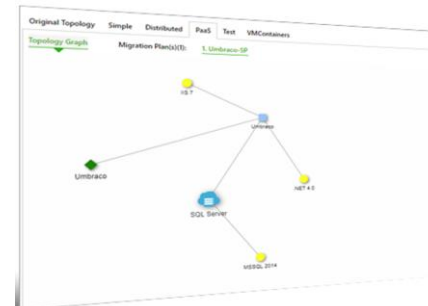 Original Topology Simple Distributed PaaS Test VMContainers
Topology Graph Migration Plan(s)(1): 1. Umbraco-SP
IIS 7
Umbraco
Umbraco
.NET 4.0
SQL Server
MSSQL 2014